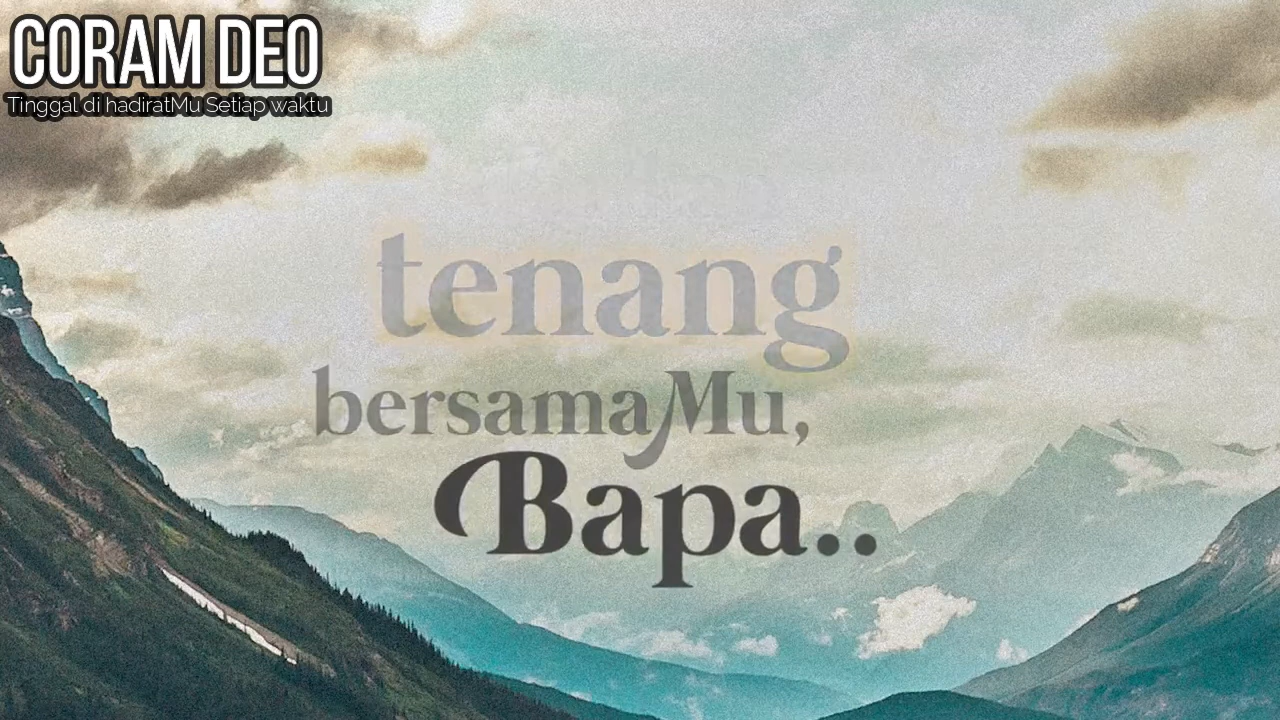 CORAM DEO
Tinggal di hadiratMu Setiap waktu
tenang
bersamaMu,
Bapa..